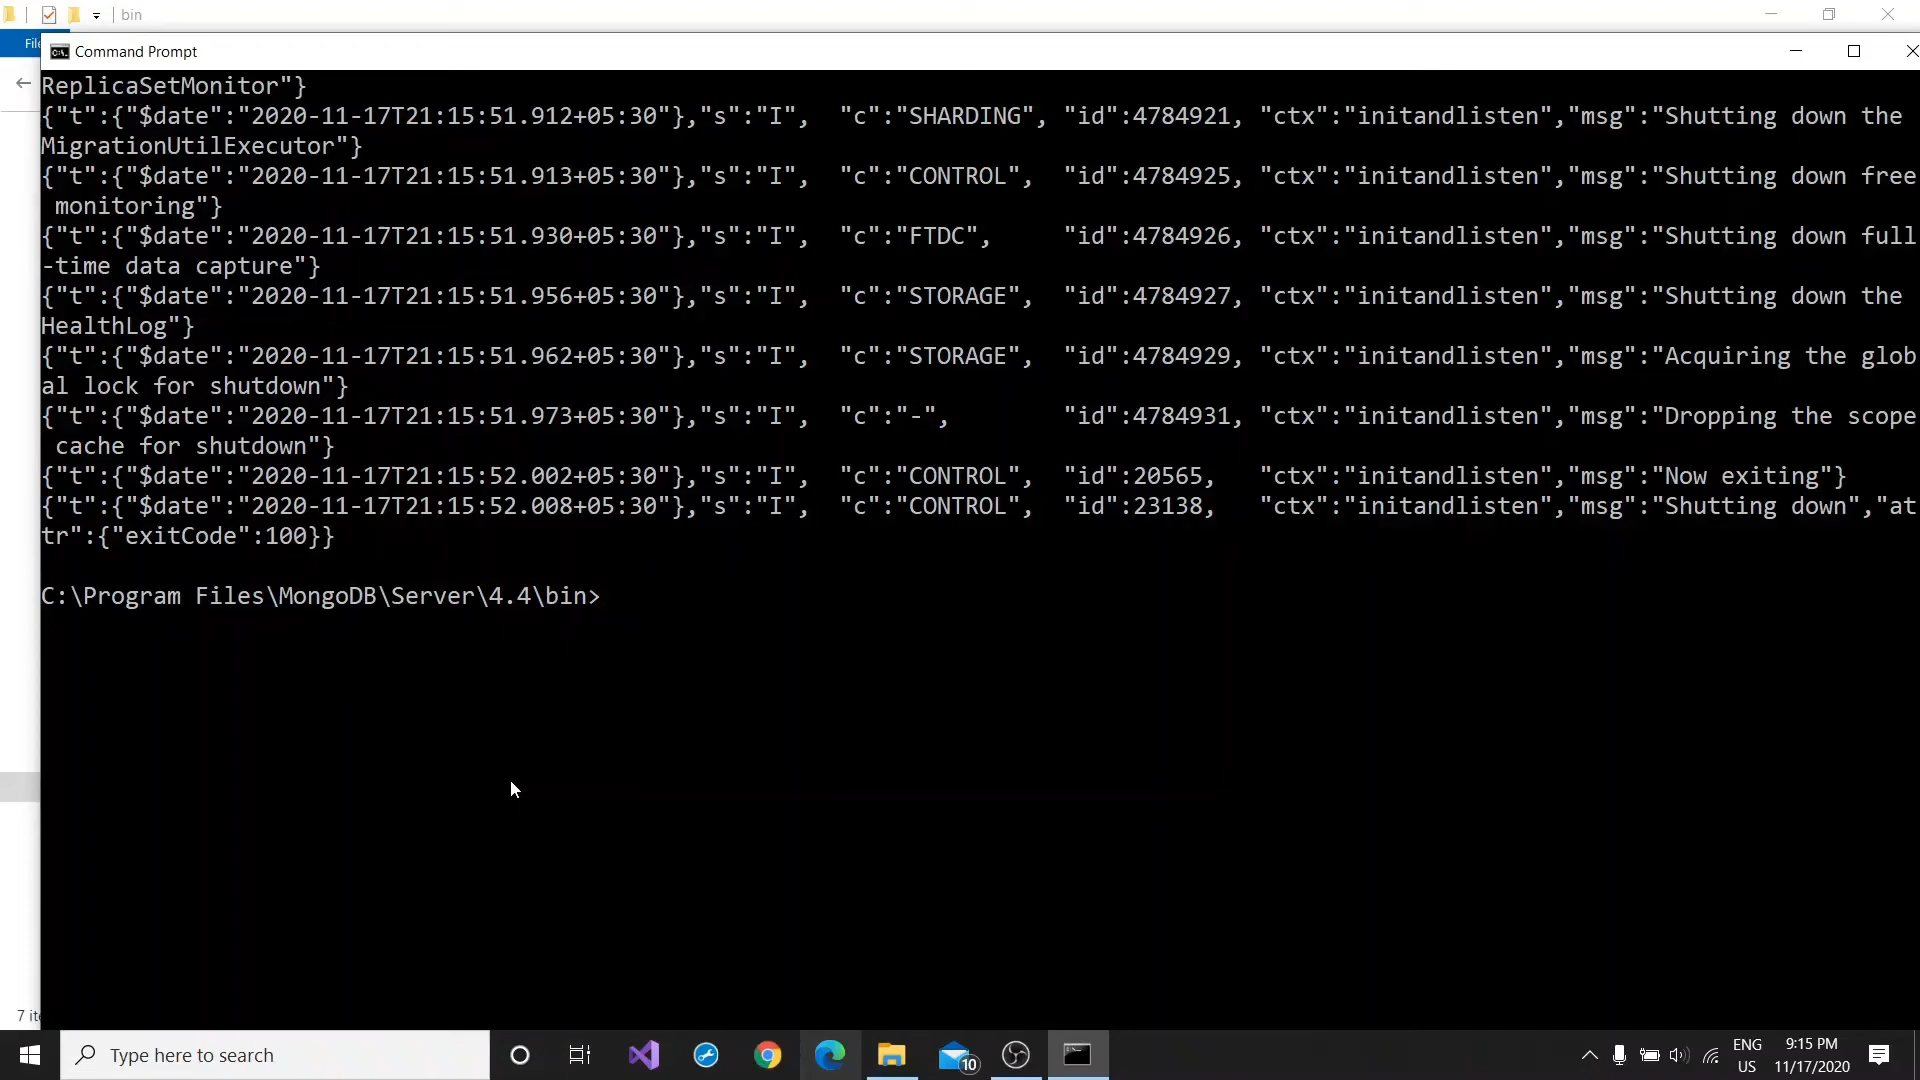 bin
File
Command Prompt
ReplicaSetMonitor"}
{"t":{"$date":"2020-11-17T21:15:51.912+05:30"},"s":"I",  "c":"SHARDING", "id":4784921, "ctx":"initandlisten","msg":"Shutting down the
MigrationUtilExecutor"}
{"t":{"$date":"2020-11-17T21:15:51.913+05:30"},"s":"I",  "c":"CONTROL",  "id":4784925, "ctx":"initandlisten","msg":"Shutting down free
 monitoring"}
{"t":{"$date":"2020-11-17T21:15:51.930+05:30"},"s":"I",  "c":"FTDC",     "id":4784926, "ctx":"initandlisten","msg":"Shutting down full
-time data capture"}
{"t":{"$date":"2020-11-17T21:15:51.956+05:30"},"s":"I",  "c":"STORAGE",  "id":4784927, "ctx":"initandlisten","msg":"Shutting down the
HealthLog"}
{"t":{"$date":"2020-11-17T21:15:51.962+05:30"},"s":"I",  "c":"STORAGE",  "id":4784929, "ctx":"initandlisten","msg":"Acquiring the glob
al lock for shutdown"}
{"t":{"$date":"2020-11-17T21:15:51.973+05:30"},"s":"I",  "c":"-",        "id":4784931, "ctx":"initandlisten","msg":"Dropping the scope
 cache for shutdown"}
{"t":{"$date":"2020-11-17T21:15:52.002+05:30"},"s":"I",  "c":"CONTROL",  "id":20565,   "ctx":"initandlisten","msg":"Now exiting"}
{"t":{"$date":"2020-11-17T21:15:52.008+05:30"},"s":"I",  "c":"CONTROL",  "id":23138,   "ctx":"initandlisten","msg":"Shutting down","at
tr":{"exitCode":100}}
C:\Program Files\MongoDB\Server\4.4\bin>
7
Type here to search
10
ENG
US
9:15 PM
11/17/2020